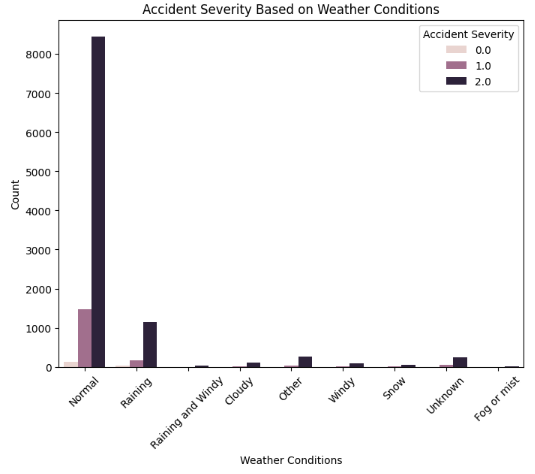 Accident Severity Based on Weather Conditions
Accident Severity
0.0
1.0
2.0
8000
7000
6000
5000
4000
3000
2000
1000
0
Count
Normal
Raining
Raining and Windy
Cloudy
Other
Windy
Snow
Unknown
Fog or mist
Weather Conditions